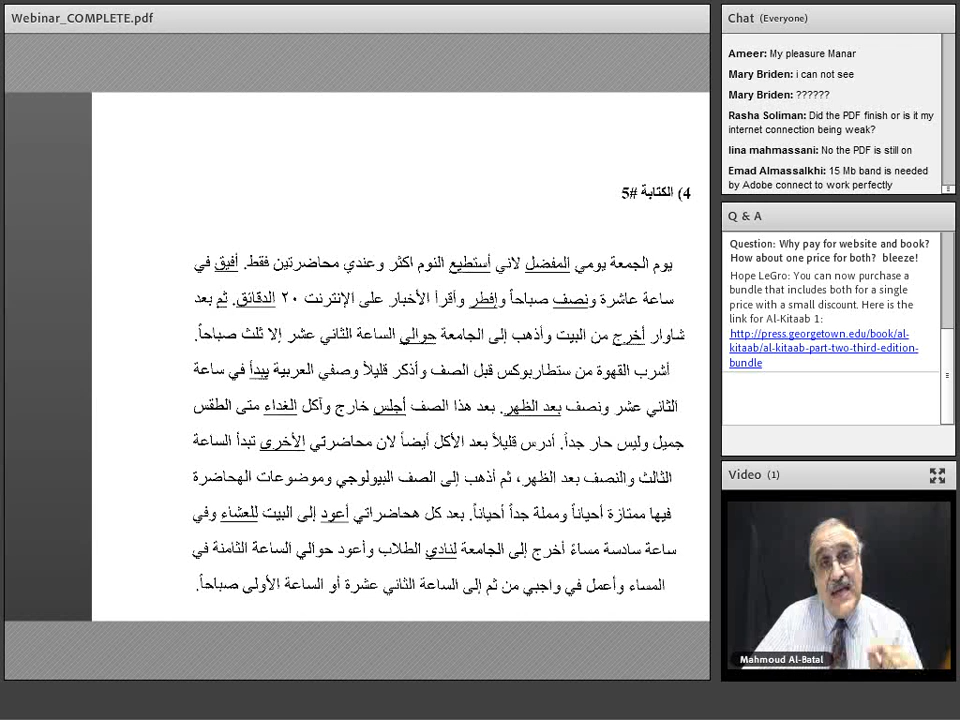 Webinar_COMPLETE.pdf
4) الكتابة #5
يوم الجمعة يومي المفضل لاني أستطيع النوم اكثر وعندي محاضرتين فقط. أفيق في
ساعة عاشرة ونصف صباحاً وافطر وأقرأ الأخبار على الإنترنت ٢٠ الدقائق. ثم بعد
شاوار أخرج من البيت وأذهب إلى الجامعة حوالي الساعة الثاني عشر إلا ثلث صباحاً.
أشرب القهوة من ستطاربوكس قبل الصف وأذكر قليلاً وصفي العربية يبدأ في ساعة
الثاني عشر ونصف بعد الظهر. بعد هذا الصف أجلس خارج وآكل الغداء متى الطقس
جميل وليس حار جداً. أدرس قليلاً بعد الأكل أيضاً لان محاضرتي الأخرى تبدأ الساعة
الثالث والنصف بعد الظهر، ثم أذهب إلى الصف البيولوجي وموضوعات الهحاضرة
فيها ممتازة أحياناً ومملة جداً أحياناً. بعد كل هحاضراتي أعود إلى البيت للعشاء وفي
ساعة سادسة مساءً أخرج إلى الجامعة لنادي الطلاب وأعود حوالي الساعة الثامنة في
المساء وأعمل في واجبي من ثم إلى الساعة الثاني عشرة أو الساعة الأولى صباحاً.
Chat (Everyone)
Ameer: My pleasure Manar
Mary Briden: i can not see
Mary Briden: ??????
Rasha Soliman: Did the PDF finish or is it my
internet connection being weak?
lina mahmassani: No the PDF is still on
Emad Almassalkhi: 15 Mb band is needed
by Adobe connect to work perfectly
Q & A
Question: Why pay for website and book?
How about one price for both? bleeze!
Hope LeGro: You can now purchase a
bundle that includes both for a single
price with a small discount. Here is the
link for Al-Kitaab 1:
http://press.georgetown.edu/book/al-
kitaab/al-kitaab-part-two-third-edition-
bundle
Video (1)
Mahmoud Al-Batal